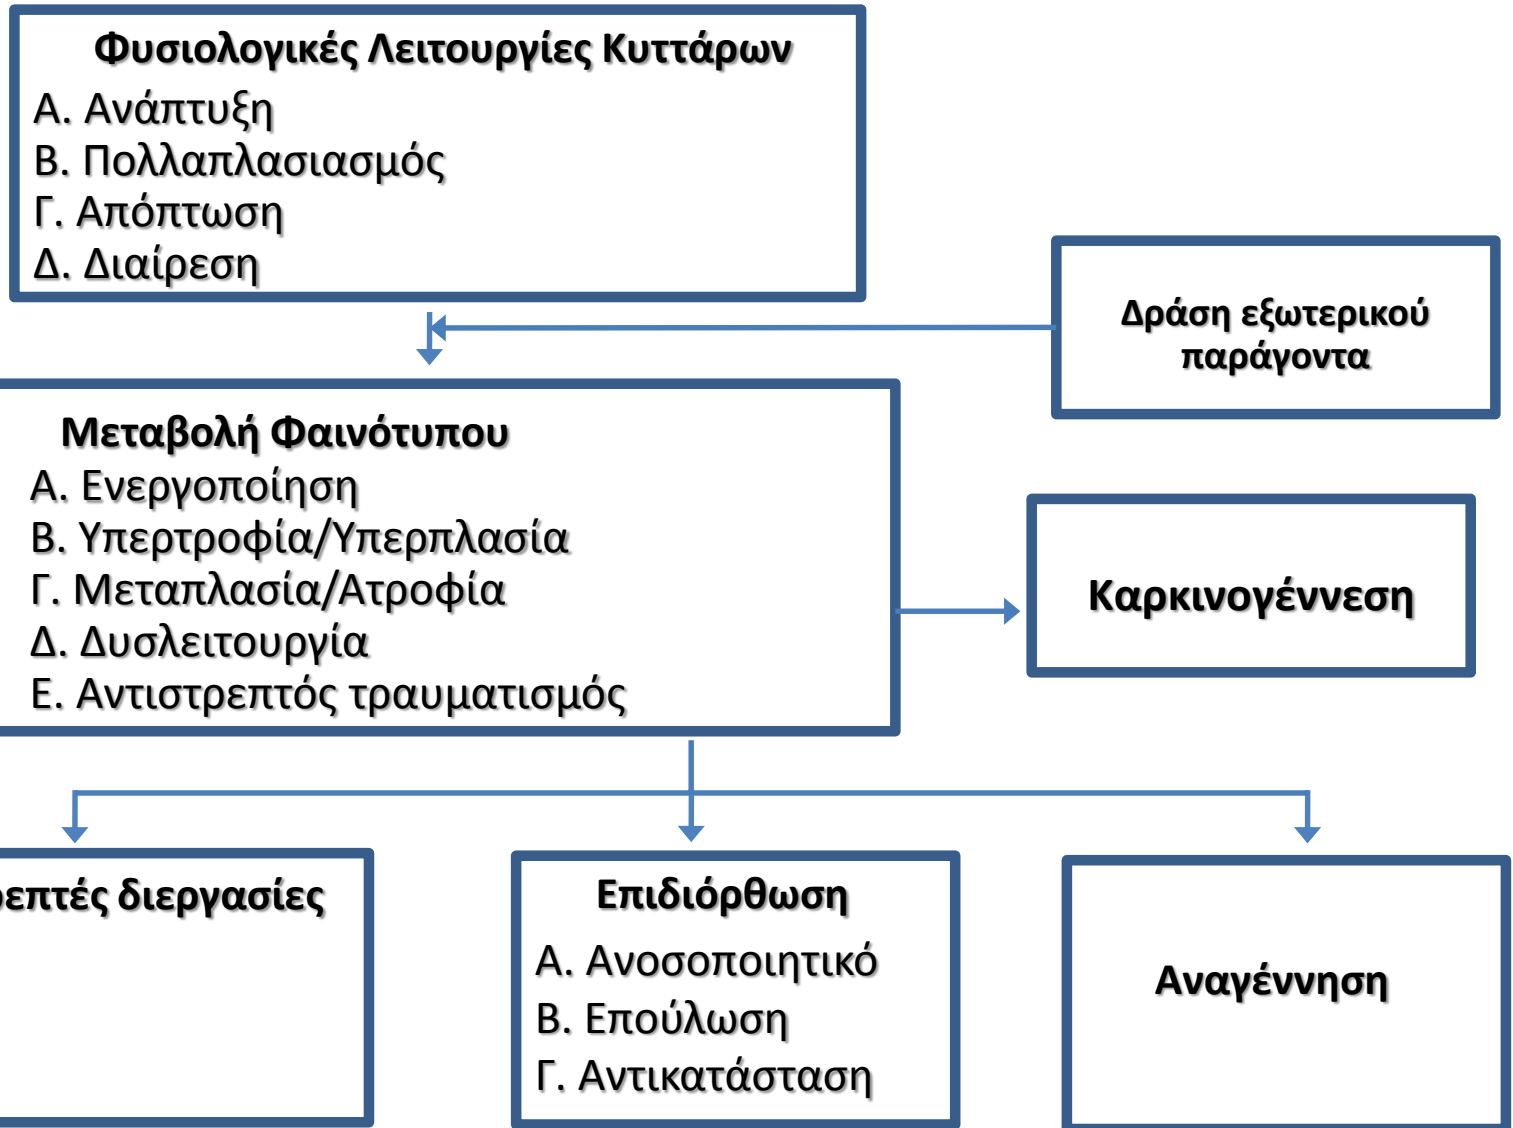 Φυσιολογικές Λειτουργίες Κυττάρων
Α. Ανάπτυξη
Β. Πολλαπλασιασμός
Γ. Απόπτωση
Δ. Διαίρεση
Δράση εξωτερικού
παράγοντα
Μεταβολή Φαινότυπου
Α. Ενεργοποίηση
Β. Υπερτροφία/Υπερπλασία
Γ. Μεταπλασία/Ατροφία
Δ. Δυσλειτουργία
Ε. Αντιστρεπτός τραυματισμός
Καρκινογέννεση
διεργασίες
Επιδιόρθωση
Α. Ανοσοποιητικό
Β. Επούλωση
Γ. Αντικατάσταση
Αναγέννηση